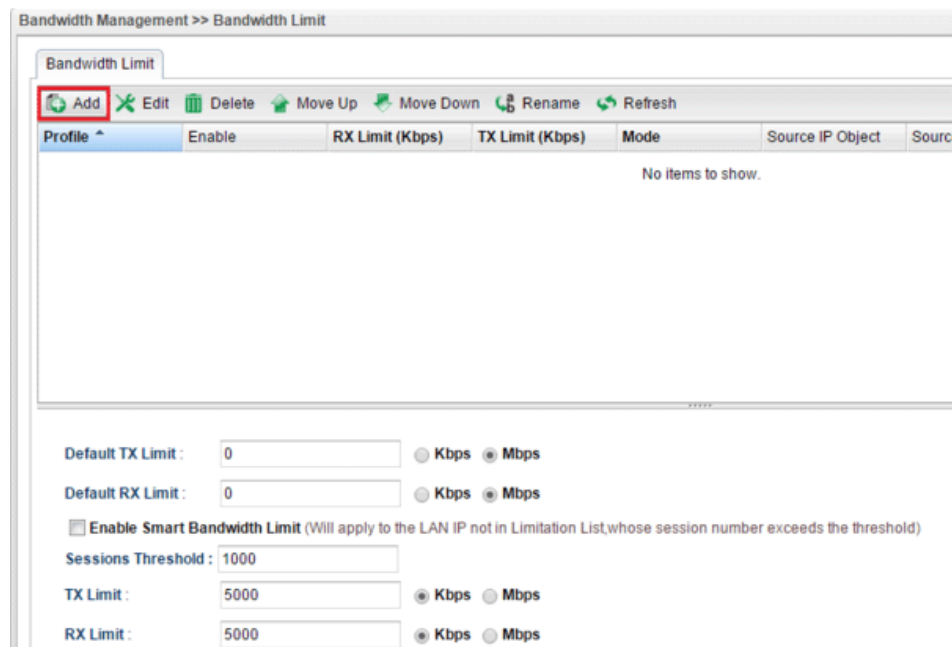 Bandwidth Management >> Bandwidth Limit
Bandwidth Limit
Add Edit Delete Move Up Move Down Rename Refresh
Profile Enable RX Limit (Kbps) TX Limit (Kbps) Mode Source IP Object Sourc
No items to show.
Default TX Limit : 0 Kbps Mbps
Default RX Limit : 0 Kbps Mbps
Enable Smart Bandwidth Limit (Will apply to the LAN IP not in Limitation List,whose session number exceeds the threshold)
Sessions Threshold : 1000
TX Limit : 5000 Kbps Mbps
RX Limit : 5000 Kbps Mbps